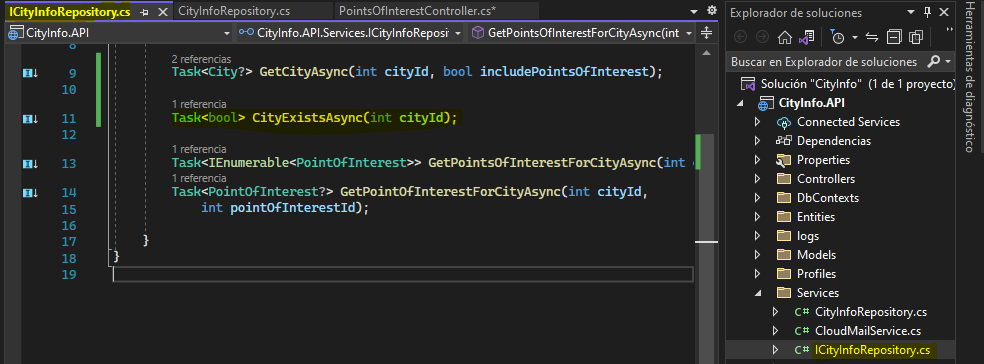 ICityInfoRepository.cs
CityInfoRepository.cs
PointsOfInterestController.cs*
CityInfo.API
CityInfo.API.Services.ICityInfoReposit
GetPointsOfInterestForCityAsync(int
8
2 referencias
9 Task<City?> GetCityAsync(int cityId, bool includePointsOfInterest);
10
1 referencia
11 Task<bool> CityExistsAsync(int cityId);
12
1 referencia
13 Task<IEnumerable<PointOfInterest>> GetPointsOfInterestForCityAsync(int
1 referencia
14 Task<PointOfInterest?> GetPointOfInterestForCityAsync(int cityId,
15 int pointOfInterestId);
16
17 }
18 }
19
Explorador de soluciones
Buscar en Explorador de soluciones
Solución "CityInfo" (1 de 1 proyecto)
CityInfo.API
Connected Services
Dependencias
Properties
Controllers
DbContexts
Entities
logs
Models
Profiles
Services
C# CityInfoRepository.cs
C# CloudMailService.cs
C# ICityInfoRepository.cs
Herramientas de diagnóstico